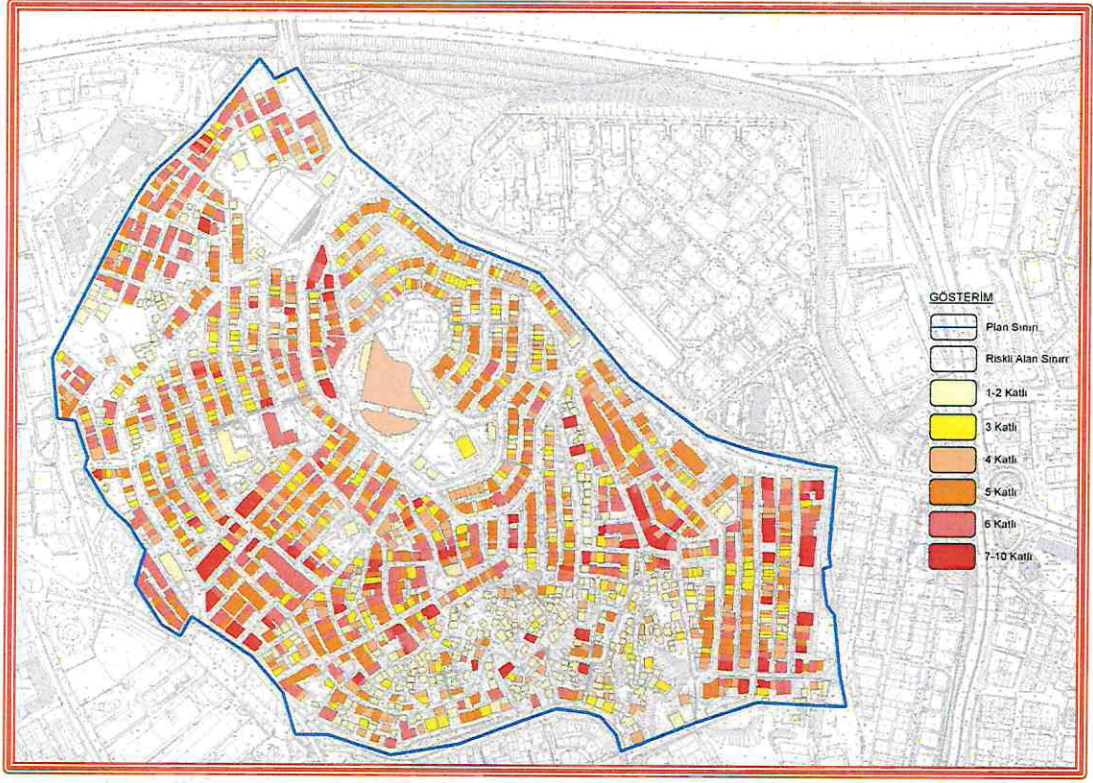 GÖSTERİM
Plan Sınırı
Riskli Alan Sınırı
1-2 Katlı
3 Katlı
4 Katlı
5 Katlı
6 Katlı
7-10 Katlı